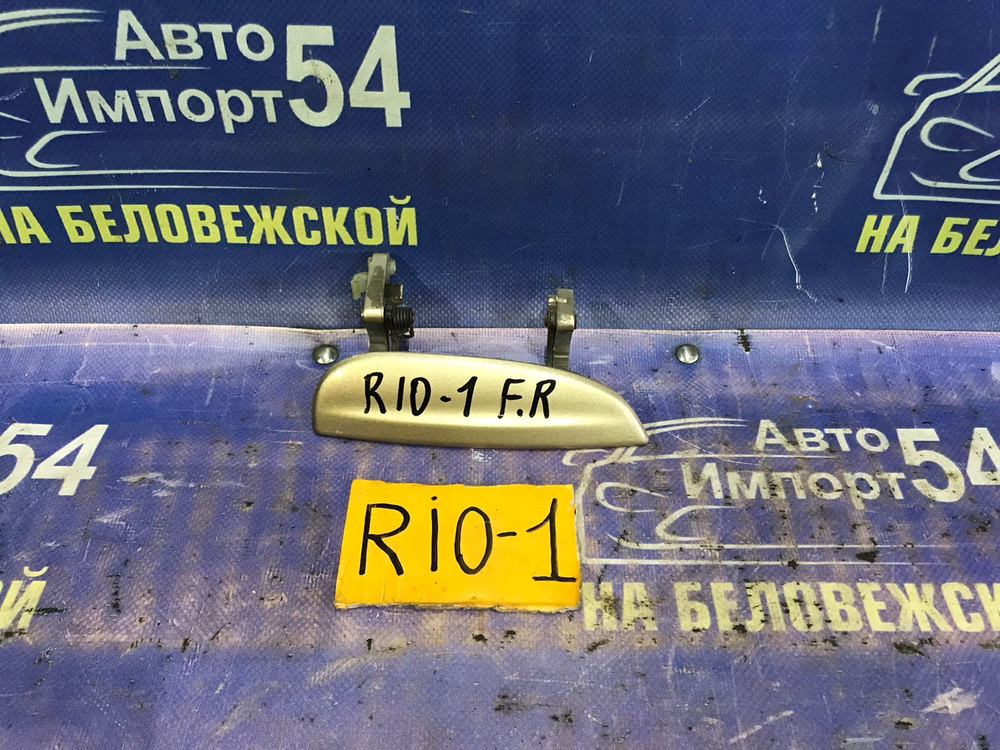 Авто
Импорт54
НА БЕЛОВЕЖСКОЙ
НА БЕЛ
RIO-1 F.R
54
Й
RIO-1
Авто
Импорт54
НА БЕЛОВЕЖСК